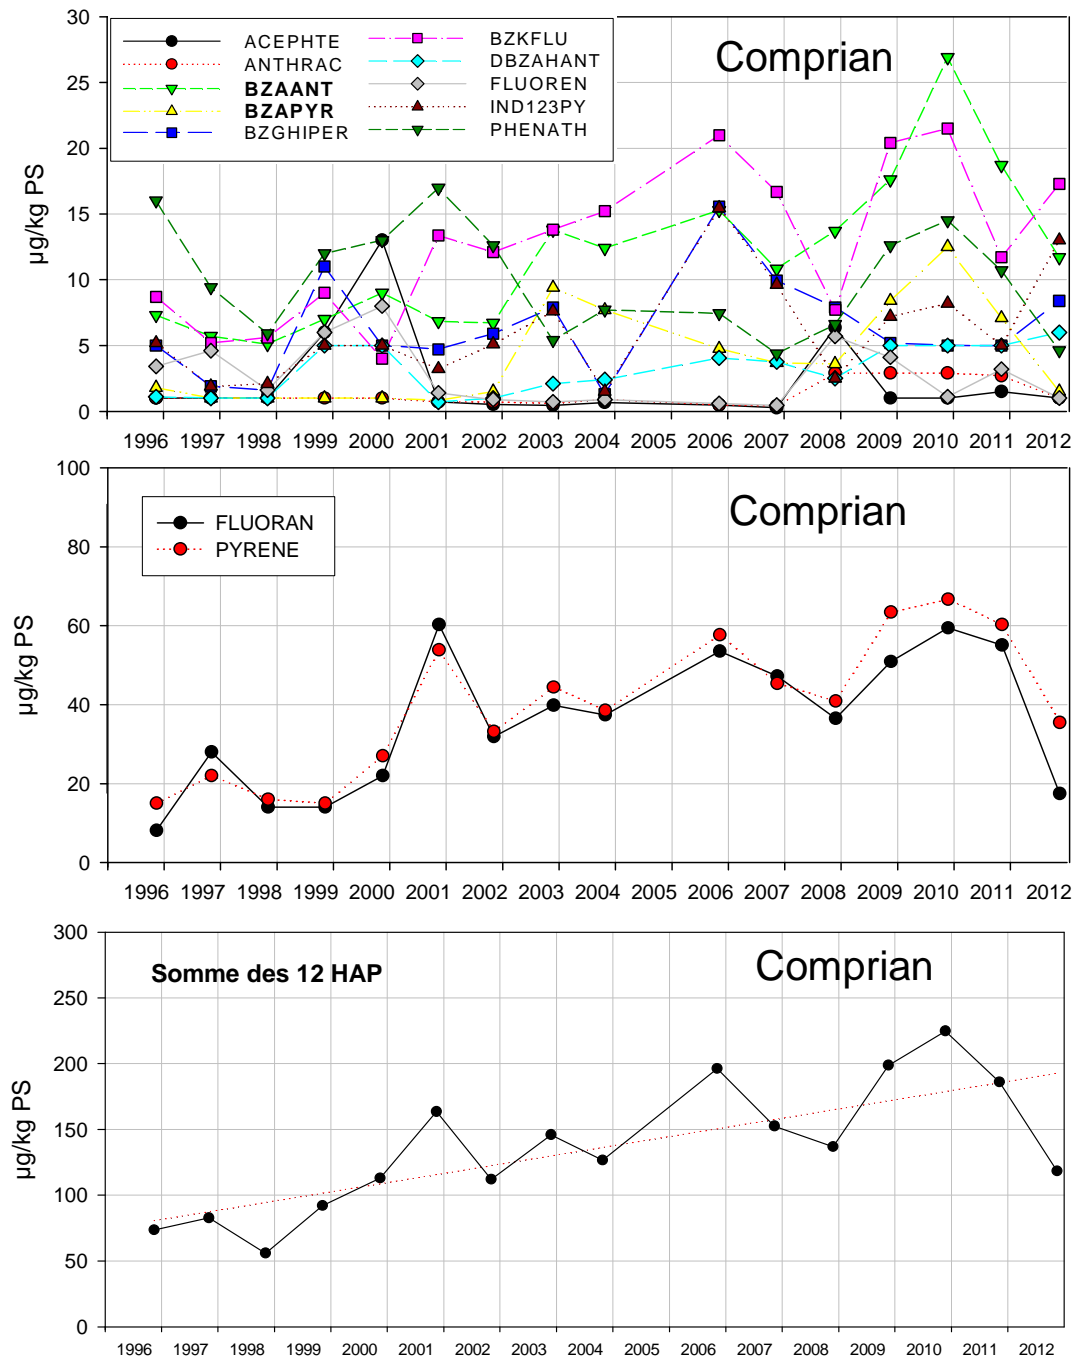 30
25
20
15
10
5
0
µg/kg PS
ACEPHTE
ANTHRAC
BZAANT
BZAPYR
BZGHIPER
BZKFLU
DBZAHANT
FLUOREN
IND123PY
PHENATH
Comprian
1996 1997 1998 1999 2000 2001 2002 2003 2004 2005 2006 2007 2008 2009 2010 2011 2012
100
80
60
40
20
0
µg/kg PS
FLUORAN
PYRENE
Comprian
1996 1997 1998 1999 2000 2001 2002 2003 2004 2005 2006 2007 2008 2009 2010 2011 2012
300
250
200
150
100
50
0
µg/kg PS
Somme des 12 HAP
Comprian
1996 1997 1998 1999 2000 2001 2002 2003 2004 2005 2006 2007 2008 2009 2010 2011 2012